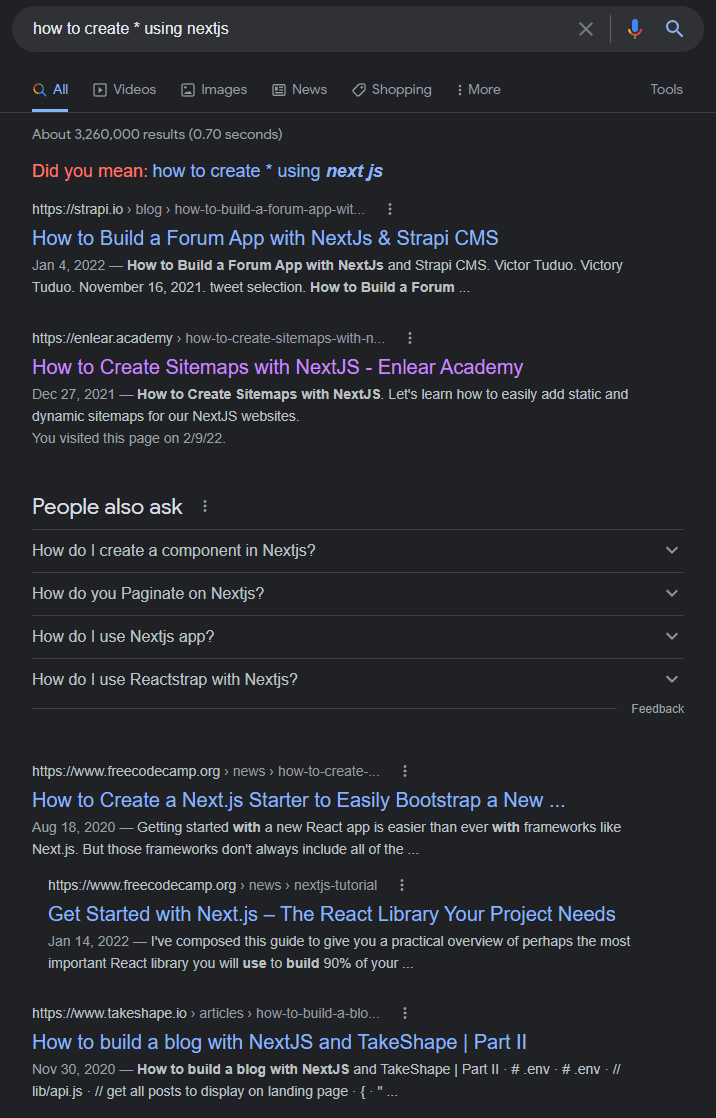 how to create * using nextjs
All Videos Images News Shopping More Tools
About 3,260,000 results (0.70 seconds)
Did you mean: how to create * using next js
https://strapi.io › blog › how-to-build-a-forum-app-wit...
How to Build a Forum App with NextJs & Strapi CMS
Jan 4, 2022 — How to Build a Forum App with NextJs and Strapi CMS. Victor Tuduo. Victory
Tuduo. November 16, 2021. tweet selection. How to Build a Forum ...
https://enlear.academy › how-to-create-sitemaps-with-n...
How to Create Sitemaps with NextJS - Enlear Academy
Dec 27, 2021 — How to Create Sitemaps with NextJS. Let's learn how to easily add static and
dynamic sitemaps for our NextJS websites.
You visited this page on 2/9/22.
People also ask
How do I create a component in Nextjs?
How do you Paginate on Nextjs?
How do I use Nextjs app?
How do I use Reactstrap with Nextjs?
Feedback
https://www.freecodecamp.org › news › how-to-create-...
How to Create a Next.js Starter to Easily Bootstrap a New ...
Aug 18, 2020 — Getting started with a new React app is easier than ever with frameworks like
Next.js. But those frameworks don't always include all of the ...
https://www.freecodecamp.org › news › nextjs-tutorial
Get Started with Next.js – The React Library Your Project Needs
Jan 14, 2022 — I've composed this guide to give you a practical overview of perhaps the most
important React library you will use to build 90% of your ...
https://www.takeshape.io › articles › how-to-build-a-blo...
How to build a blog with NextJS and TakeShape | Part II
Nov 30, 2020 — How to build a blog with NextJS and TakeShape | Part II · # .env · # .env · //
lib/api.js · // get all posts to display on landing page · { · " ...